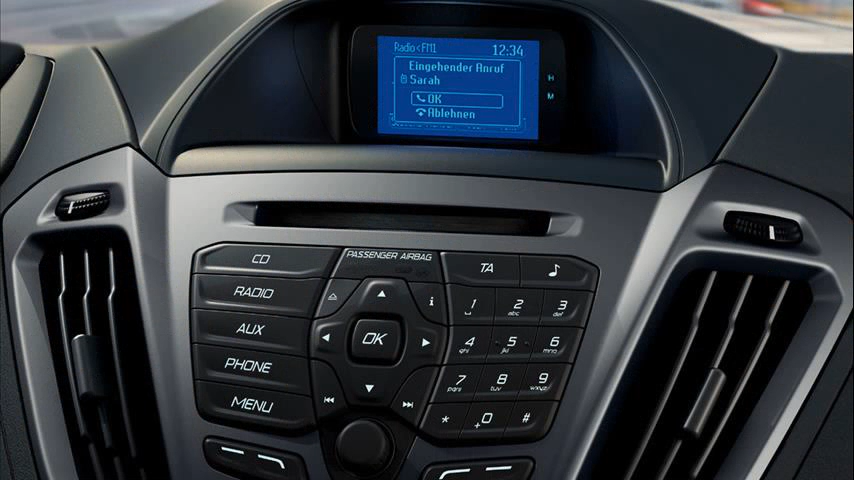 Radio<FM1 12:34
Eingehender Anruf
Sarah
OK
Ablehnen
H
M
CD
PASSENGER AIRBAG
TA
RADIO
i
1
2 abc
3 def
AUX
OK
4 ghi
5 jkl
6 mno
PHONE
7 pqrs
8 tuv
9 wxyz
MENU
*
+0
#